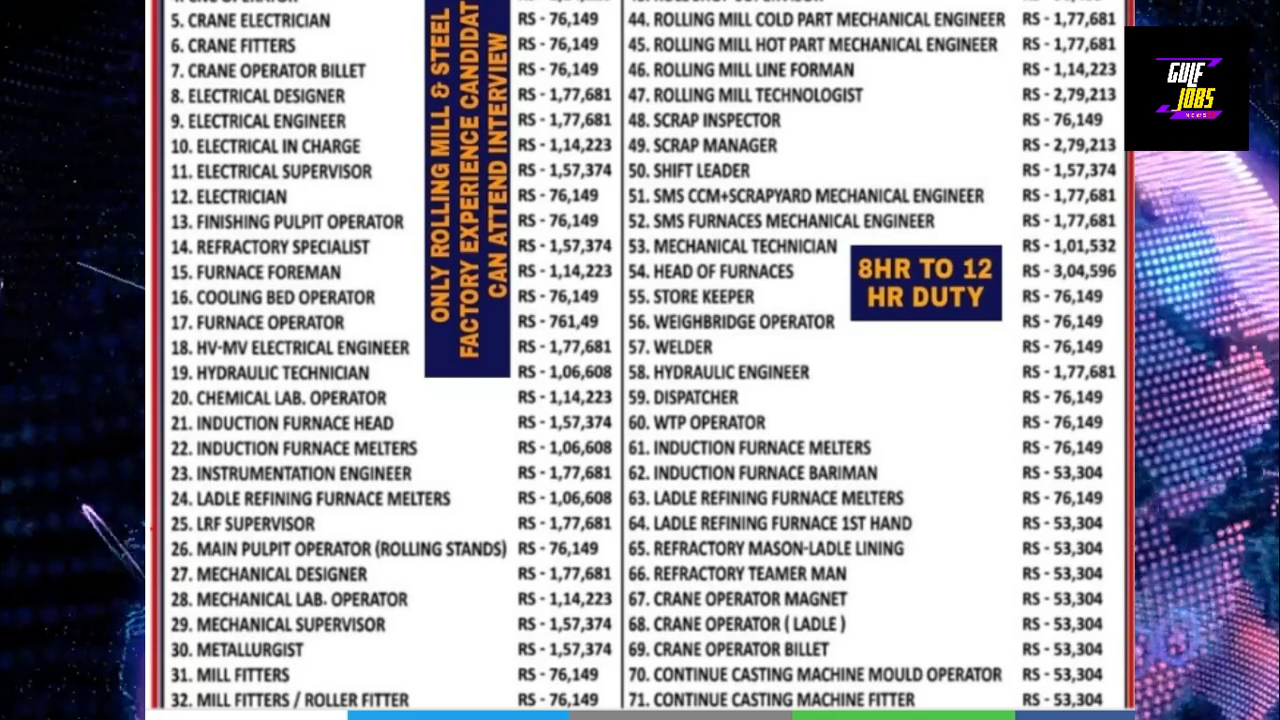 5. CRANE ELECTRICIAN RS - 76,149
6. CRANE FITTERS RS - 76,149
7. CRANE OPERATOR BILLET RS - 76,149
8. ELECTRICAL DESIGNER RS - 1,77,681
9. ELECTRICAL ENGINEER RS - 1,77,681
10. ELECTRICAL IN CHARGE RS - 1,14,223
11. ELECTRICAL SUPERVISOR RS - 1,57,374
12. ELECTRICIAN RS - 76,149
13. FINISHING PULPIT OPERATOR RS - 76,149
14. REFRACTORY SPECIALIST RS - 1,57,374
15. FURNACE FOREMAN RS - 1,14,223
16. COOLING BED OPERATOR RS - 76,149
17. FURNACE OPERATOR RS - 761,49
18. HV-MV ELECTRICAL ENGINEER RS - 1,77,681
19. HYDRAULIC TECHNICIAN RS - 1,06,608
20. CHEMICAL LAB. OPERATOR RS - 1,14,223
21. INDUCTION FURNACE HEAD RS - 1,57,374
22. INDUCTION FURNACE MELTERS RS - 1,06,608
23. INSTRUMENTATION ENGINEER RS - 1,77,681
24. LADLE REFINING FURNACE MELTERS RS - 1,06,608
25. LRF SUPERVISOR RS - 1,77,681
26. MAIN PULPIT OPERATOR (ROLLING STANDS) RS - 76,149
27. MECHANICAL DESIGNER RS - 1,77,681
28. MECHANICAL LAB. OPERATOR RS - 1,14,223
29. MECHANICAL SUPERVISOR RS - 1,57,374
30. METALLURGIST RS - 1,57,374
31. MILL FITTERS RS - 76,149
32. MILL FITTERS / ROLLER FITTER RS - 76,149
ONLY ROLLING MILL & STEEL
FACTORY EXPERIENCE CANDIDAT
CAN ATTEND INTERVIEW
44. ROLLING MILL COLD PART MECHANICAL ENGINEER RS - 1,77,681
45. ROLLING MILL HOT PART MECHANICAL ENGINEER RS - 1,77,681
46. ROLLING MILL LINE FORMAN RS - 1,14,223
47. ROLLING MILL TECHNOLOGIST RS - 2,79,213
48. SCRAP INSPECTOR RS - 76,149
49. SCRAP MANAGER RS - 2,79,213
50. SHIFT LEADER RS - 1,57,374
51. SMS CCM+SCRAPYARD MECHANICAL ENGINEER RS - 1,77,681
52. SMS FURNACES MECHANICAL ENGINEER RS - 1,77,681
53. MECHANICAL TECHNICIAN RS - 1,01,532
54. HEAD OF FURNACES RS - 3,04,596
55. STORE KEEPER RS - 76,149
56. WEIGHBRIDGE OPERATOR RS - 76,149
57. WELDER RS - 76,149
58. HYDRAULIC ENGINEER RS - 1,77,681
59. DISPATCHER RS - 76,149
60. WTP OPERATOR RS - 76,149
61. INDUCTION FURNACE MELTERS RS - 76,149
62. INDUCTION FURNACE BARIMAN RS - 53,304
63. LADLE REFINING FURNACE MELTERS RS - 76,149
64. LADLE REFINING FURNACE 1ST HAND RS - 53,304
65. REFRACTORY MASON-LADLE LINING RS - 53,304
66. REFRACTORY TEAMER MAN RS - 53,304
67. CRANE OPERATOR MAGNET RS - 53,304
68. CRANE OPERATOR ( LADLE ) RS - 53,304
69. CRANE OPERATOR BILLET RS - 53,304
70. CONTINUE CASTING MACHINE MOULD OPERATOR RS - 53,304
71. CONTINUE CASTING MACHINE FITTER RS - 53,304
8HR TO 12
HR DUTY
GULF
JOBS
NEWS